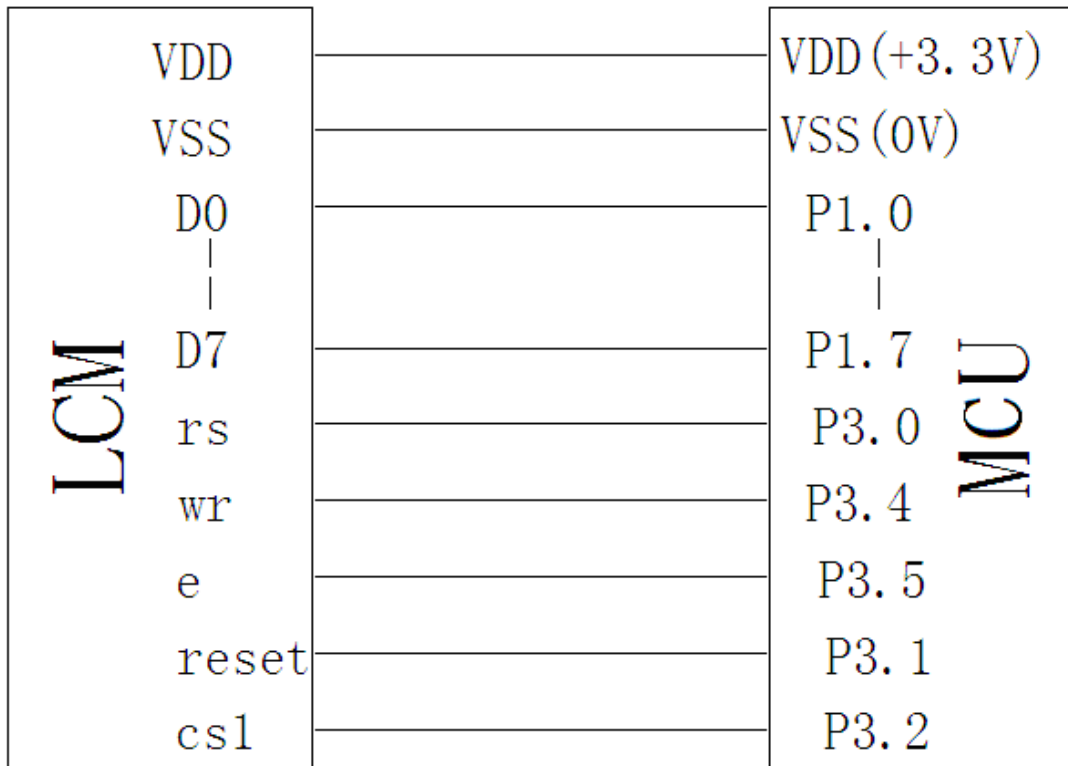 VDD VDD(+3.3V)
VSS VSS(0V)
D0 P1.0
D7 P1.7
rs P3.0
wr P3.4
e P3.5
reset P3.1
cs1 P3.2
LCM
MCU